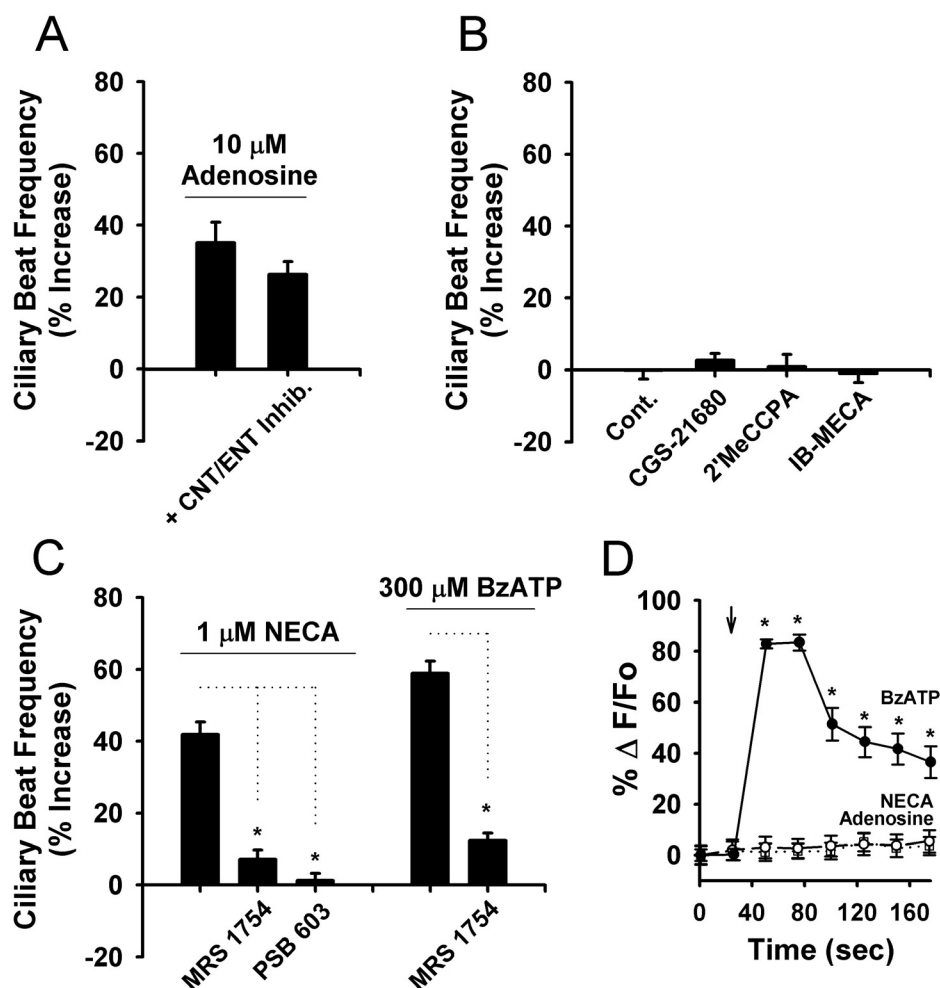 A
Ciliary Beat Frequency
(% Increase)
80
60
40
20
0
-20
10 μM
Adenosine
+ CNT/ENT Inhib.
B
Ciliary Beat Frequency
(% Increase)
80
60
40
20
0
-20
Cont.
CGS-21680
2'MeCCPA
IB-MECA
C
Ciliary Beat Frequency
(% Increase)
80
60
40
20
0
-20
1 μM NECA
300 μM BzATP
*
*
*
MRS 1754
PSB 603
MRS 1754
D
% Δ F/Fo
100
80
60
40
20
0
* * * * * *
BzATP
NECA
Adenosine
0 40 80 120 160
Time (sec)